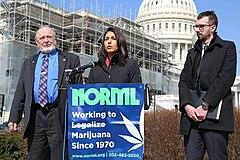 NORML
Working to
Legalize
Marijuana
Since 1970
www.norml.org | 202-483-5500